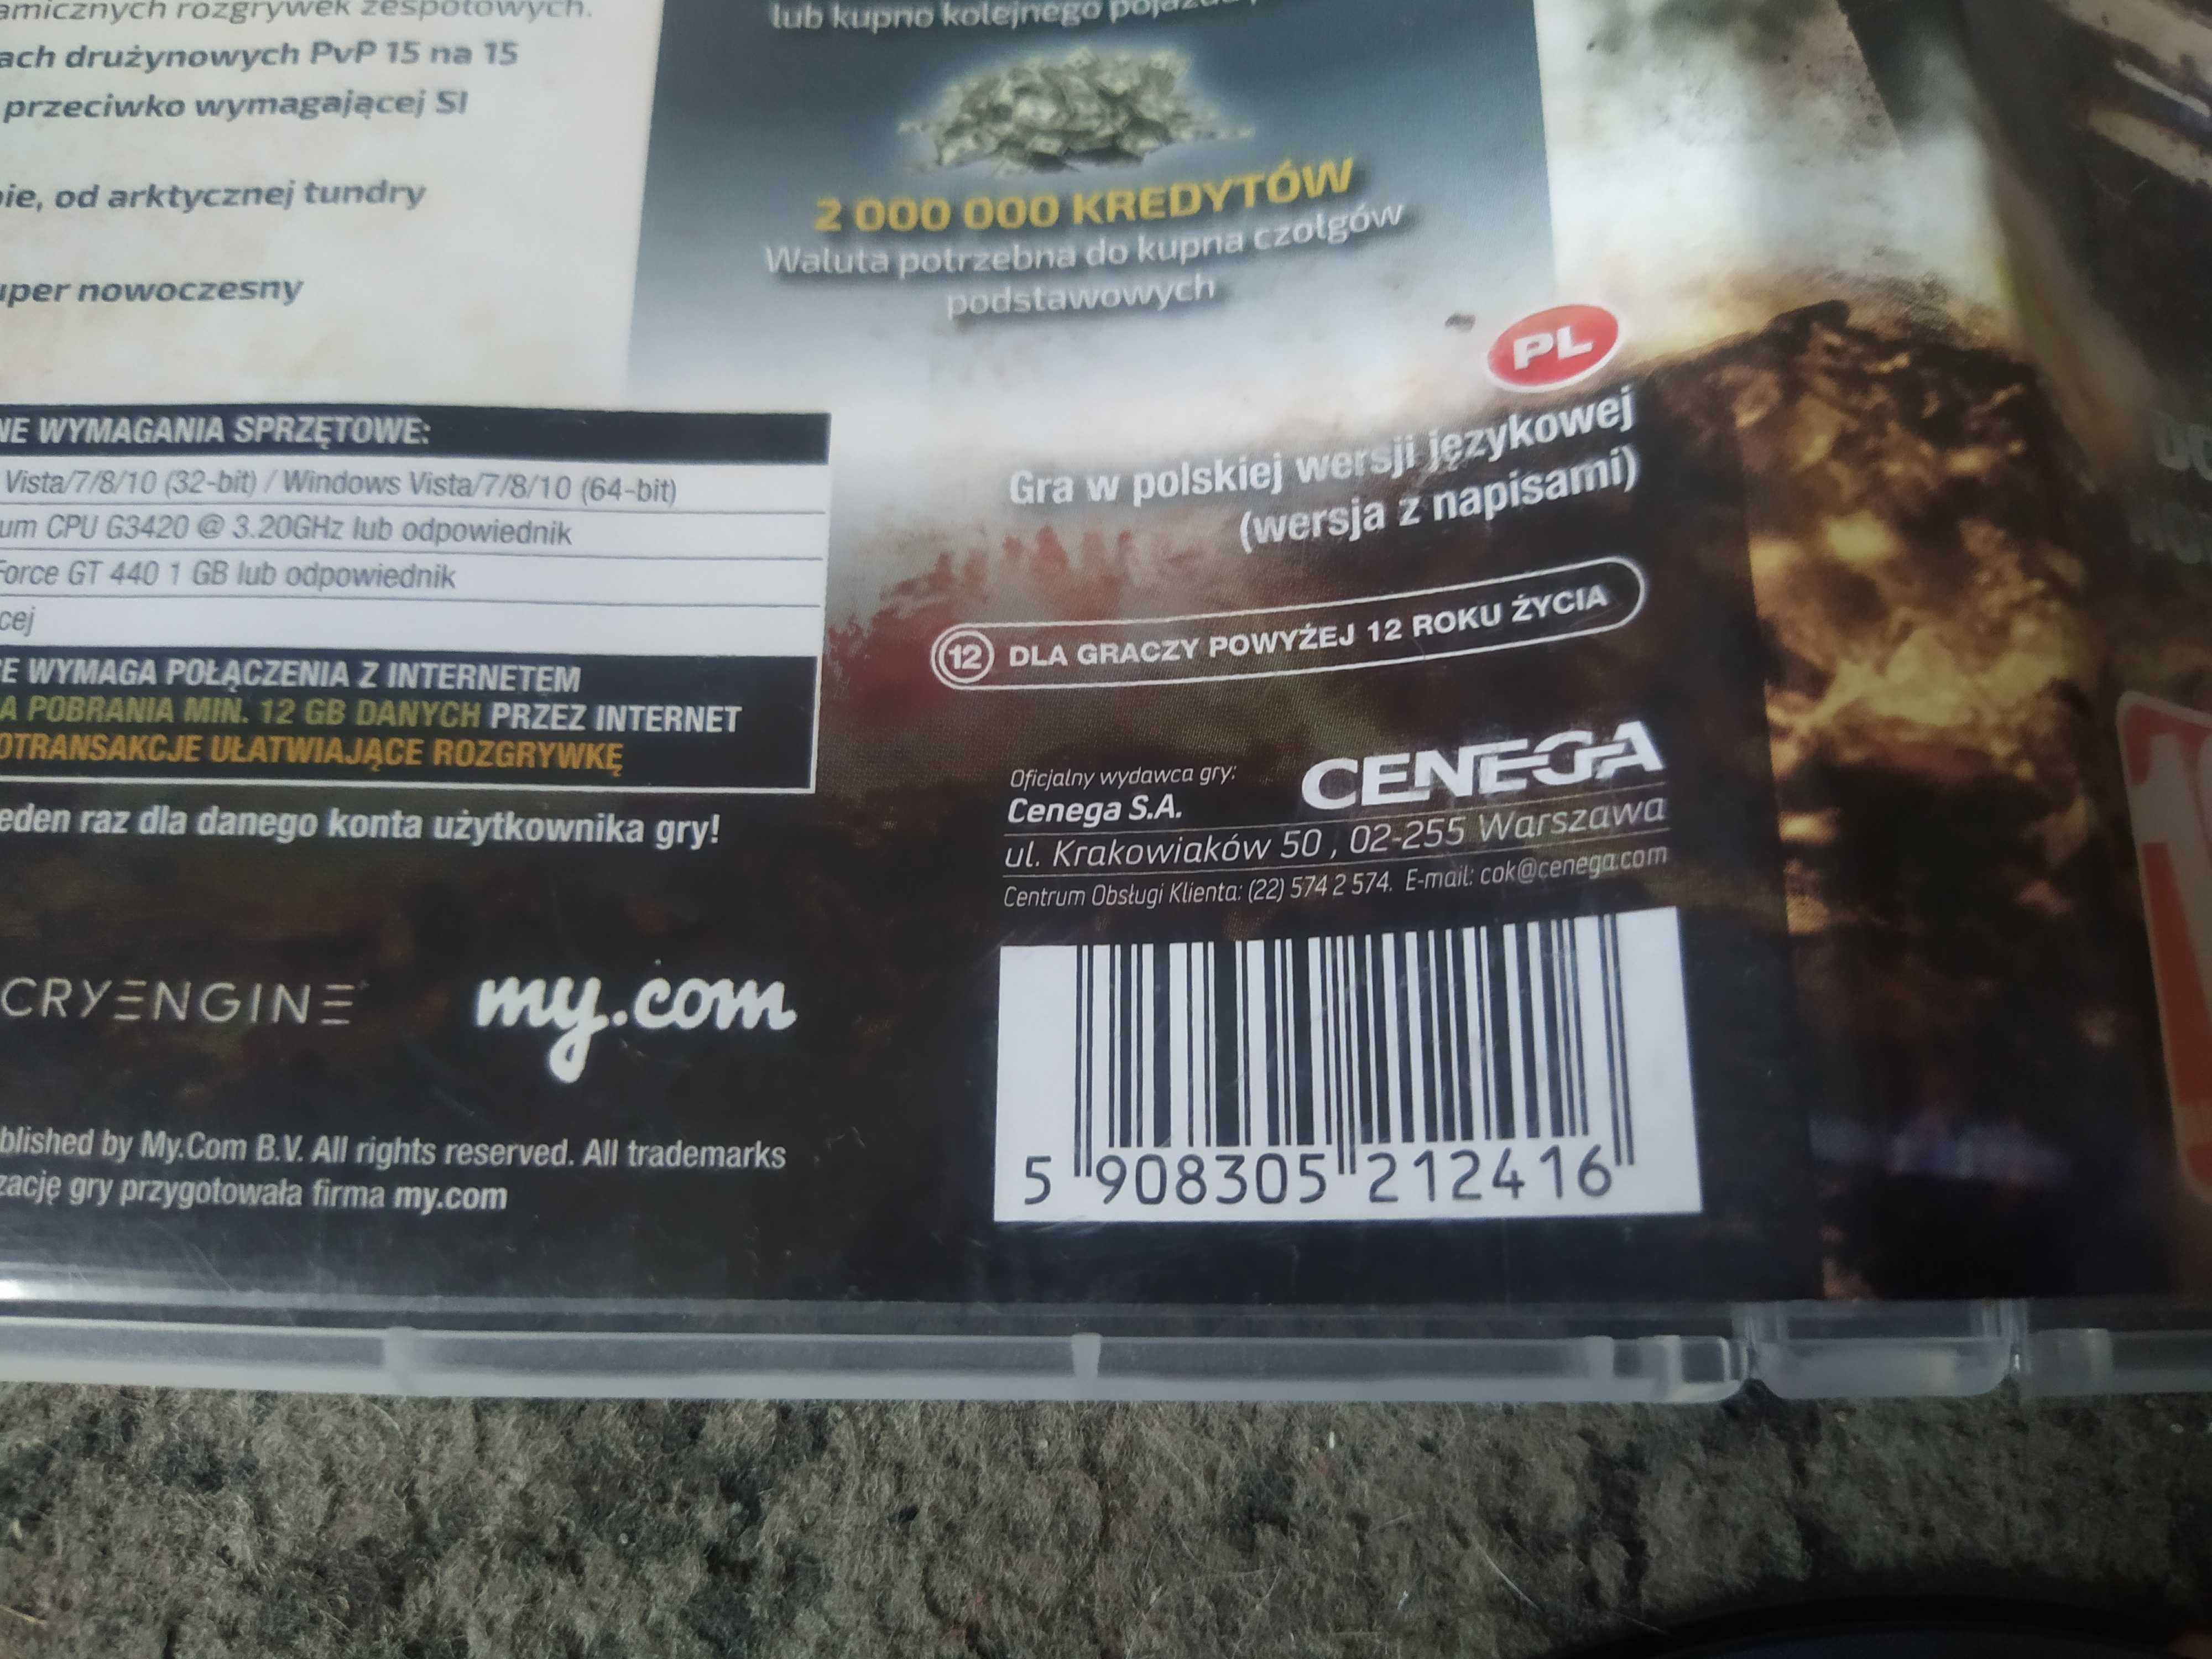 amicznych rozgrywek zespołowych.
ach drużynowych PvP 15 na 15
przeciwko wymagającej SI
ie, od arktycznej tundry
uper nowoczesny
lub kupno kolejnego
2 000 000 KREDYTÓW
Waluta potrzebna do kupna czołgów
podstawowych
NE WYMAGANIA SPRZĘTOWE:
Vista/7/8/10 (32-bit) / Windows Vista/7/8/10 (64-bit)
um CPU G3420 @ 3.20GHz lub odpowiednik
Force GT 440 1 GB lub odpowiednik
cej
E WYMAGA POŁĄCZENIA Z INTERNETEM
A POBRANIA MIN. 12 GB DANYCH PRZEZ INTERNET
OTRANSAKCJE UŁATWIAJĄCE ROZGRYWKĘ
eden raz dla danego konta użytkownika gry!
CRYENGINE
my.com
blished by My.Com B.V. All rights reserved. All trademarks
zację gry przygotowała firma my.com
PL
Gra w polskiej wersji językowej
(wersja z napisami)
12 DLA GRACZY POWYŻEJ 12 ROKU ŻYCIA
Oficjalny wydawca gry:
Cenega S.A.
CENEGA
ul. Krakowiaków 50 , 02-255 Warszawa
Centrum Obsługi Klienta: (22) 574 2 574. E-mail: cok@cenega.com
5 908305 212416